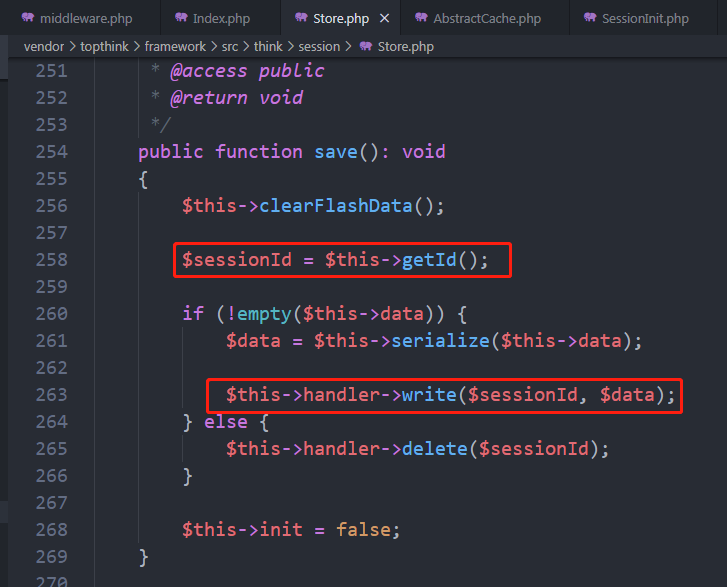 middleware.php Index.php Store.php × AbstractCache.php SessionInit.php
vendor > topthink > framework > src > think > session > Store.php
251 * @access public
252 * @return void
253 */
254 public function save(): void
255 {
256 $this->clearFlashData();
257
258 $sessionId = $this->getId();
259
260 if (!empty($this->data)) {
261 $data = $this->serialize($this->data);
262
263 $this->handler->write($sessionId, $data);
264 } else {
265 $this->handler->delete($sessionId);
266 }
267
268 $this->init = false;
269 }
270